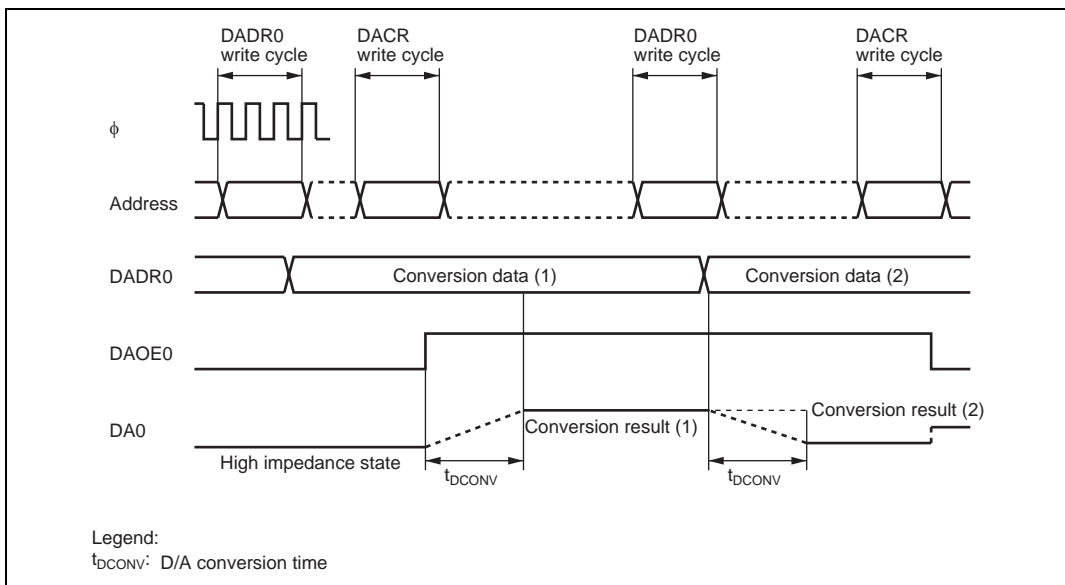 DADR0
write cycle
DACR
write cycle
DADR0
write cycle
DACR
write cycle
ϕ
Address
DADR0
Conversion data (1)
Conversion data (2)
DAOE0
DA0
Conversion result (1)
Conversion result (2)
High impedance state
tDCONV
tDCONV
Legend:
tDCONV: D/A conversion time